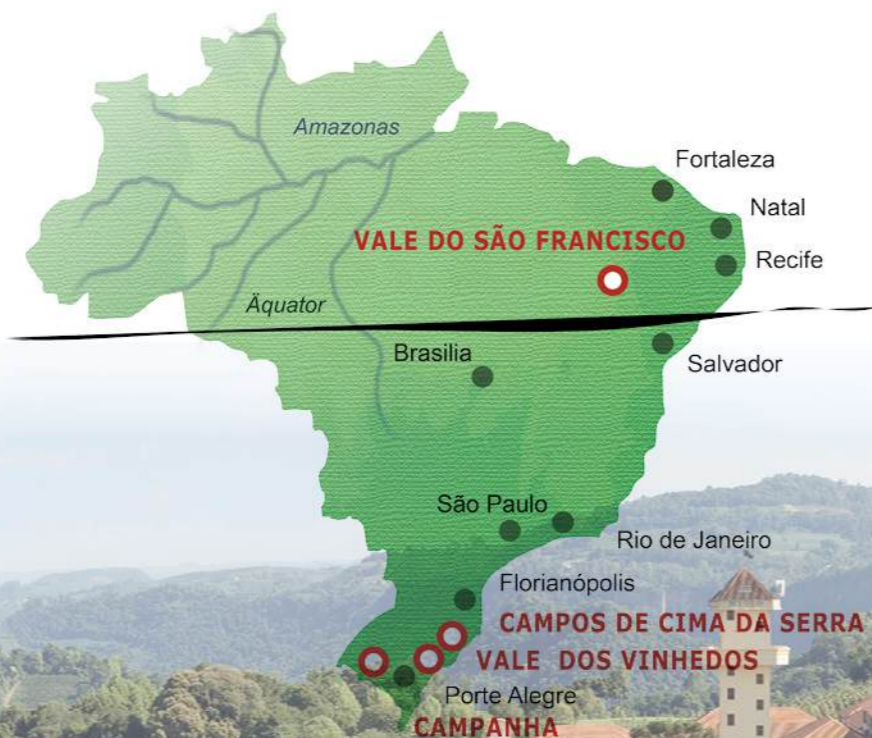 Amazonas
Fortaleza
Natal
VALE DO SÃO FRANCISCO
Recife
Äquator
Brasilia
Salvador
São Paulo
Rio de Janeiro
Florianópolis
CAMPOS DE CIMA DA SERRA
VALE DOS VINHEDOS
Porte Alegre
CAMPANHA